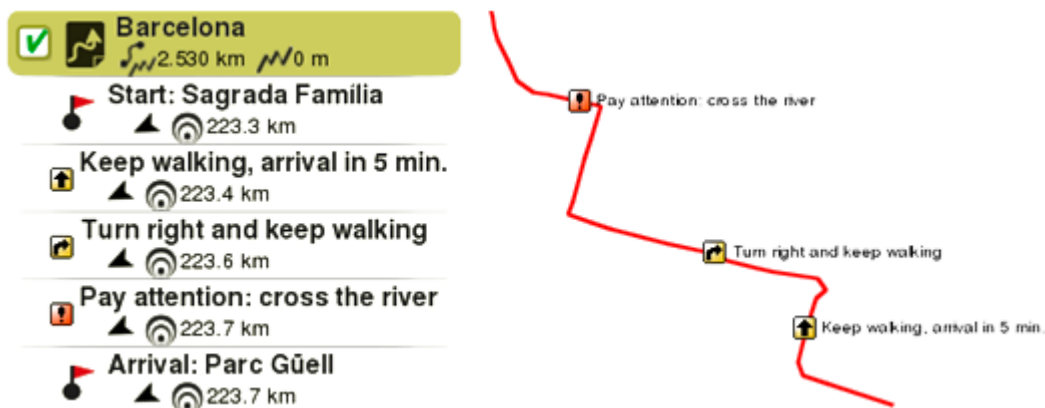 Barcelona
2.530 km 0 m
Start: Sagrada Família
223.3 km
Keep walking, arrival in 5 min.
223.4 km
Turn right and keep walking
223.6 km
Pay attention: cross the river
223.7 km
Arrival: Parc Gűell
223.7 km
Pay attention: cross the river
Turn right and keep walking
Keep walking, arrival in 5 min.